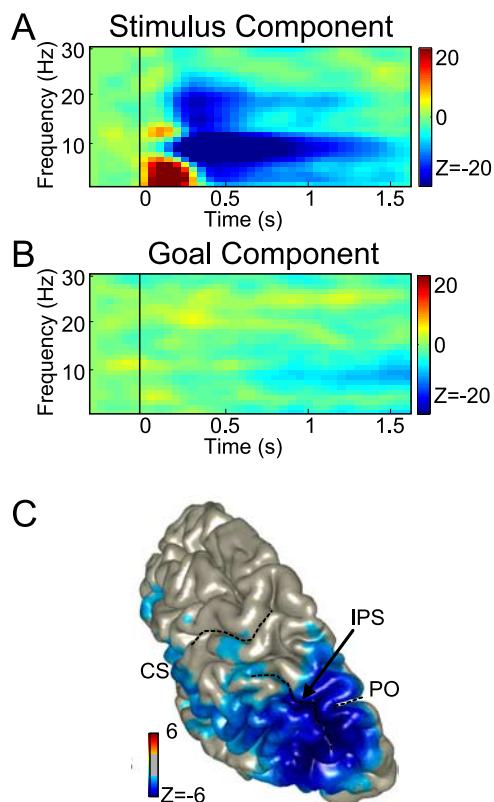 A
Stimulus Component
Frequency (Hz)
30
20
10
0
0.5
1
1.5
Time (s)
20
0
Z=-20
B
Goal Component
Frequency (Hz)
30
20
10
0
0.5
1
1.5
Time (s)
20
0
Z=-20
C
IPS
CS
PO
6
Z=-6